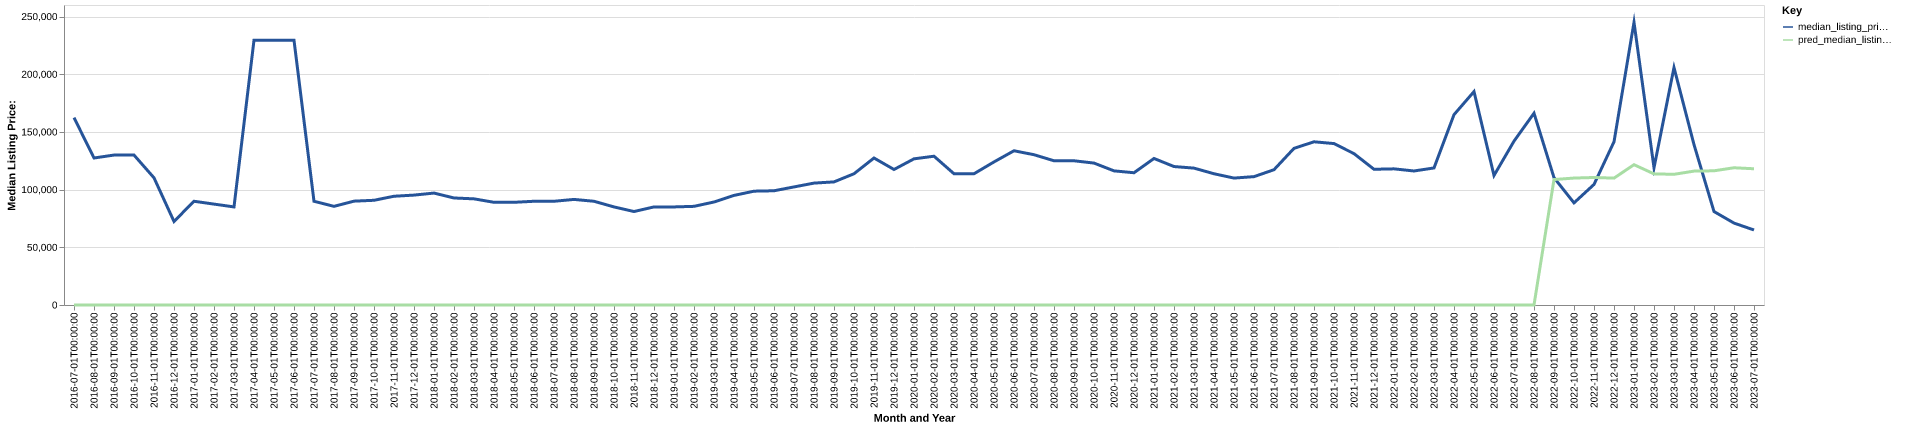 Median Listing Price:
250,000
200,000
150,000
100,000
50,000
0
2016-07-01T00:00:00
2016-08-01T00:00:00
2016-09-01T00:00:00
2016-10-01T00:00:00
2016-11-01T00:00:00
2016-12-01T00:00:00
2017-01-01T00:00:00
2017-02-01T00:00:00
2017-03-01T00:00:00
2017-04-01T00:00:00
2017-05-01T00:00:00
2017-06-01T00:00:00
2017-07-01T00:00:00
2017-08-01T00:00:00
2017-09-01T00:00:00
2017-10-01T00:00:00
2017-11-01T00:00:00
2017-12-01T00:00:00
2018-01-01T00:00:00
2018-02-01T00:00:00
2018-03-01T00:00:00
2018-04-01T00:00:00
2018-05-01T00:00:00
2018-06-01T00:00:00
2018-07-01T00:00:00
2018-08-01T00:00:00
2018-09-01T00:00:00
2018-10-01T00:00:00
2018-11-01T00:00:00
2018-12-01T00:00:00
2019-01-01T00:00:00
2019-02-01T00:00:00
2019-03-01T00:00:00
2019-04-01T00:00:00
2019-05-01T00:00:00
2019-06-01T00:00:00
2019-07-01T00:00:00
2019-08-01T00:00:00
2019-09-01T00:00:00
2019-10-01T00:00:00
2019-11-01T00:00:00
2019-12-01T00:00:00
2020-01-01T00:00:00
2020-02-01T00:00:00
2020-03-01T00:00:00
2020-04-01T00:00:00
2020-05-01T00:00:00
2020-06-01T00:00:00
2020-07-01T00:00:00
2020-08-01T00:00:00
2020-09-01T00:00:00
2020-10-01T00:00:00
2020-11-01T00:00:00
2020-12-01T00:00:00
2021-01-01T00:00:00
2021-02-01T00:00:00
2021-03-01T00:00:00
2021-04-01T00:00:00
2021-05-01T00:00:00
2021-06-01T00:00:00
2021-07-01T00:00:00
2021-08-01T00:00:00
2021-09-01T00:00:00
2021-10-01T00:00:00
2021-11-01T00:00:00
2021-12-01T00:00:00
2022-01-01T00:00:00
2022-02-01T00:00:00
2022-03-01T00:00:00
2022-04-01T00:00:00
2022-05-01T00:00:00
2022-06-01T00:00:00
2022-07-01T00:00:00
2022-08-01T00:00:00
2022-09-01T00:00:00
2022-10-01T00:00:00
2022-11-01T00:00:00
2022-12-01T00:00:00
2023-01-01T00:00:00
2023-02-01T00:00:00
2023-03-01T00:00:00
2023-04-01T00:00:00
2023-05-01T00:00:00
2023-06-01T00:00:00
2023-07-01T00:00:00
Month and Year
Key
median_listing_pri…
pred_median_listin…